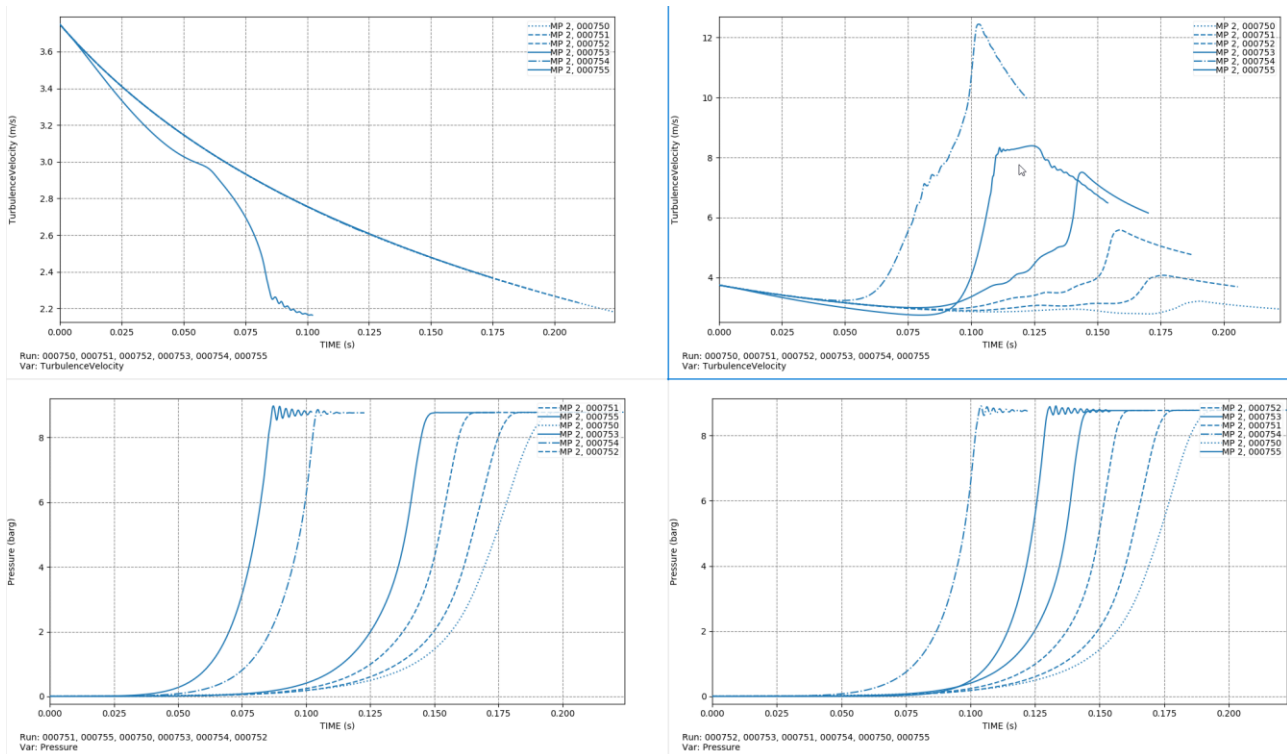 MP 2, 000750
MP 2, 000751
MP 2, 000752
MP 2, 000753
MP 2, 000754
MP 2, 000755
3.6
3.4
3.2
3.0
2.8
2.6
2.4
2.2
TurbulenceVelocity (m/s)
0.000 0.025 0.050 0.075 0.100 0.125 0.150 0.175 0.200
TIME (s)
Run: 000750, 000751, 000752, 000753, 000754, 000755
Var: TurbulenceVelocity
MP 2, 000750
MP 2, 000751
MP 2, 000752
MP 2, 000753
MP 2, 000754
MP 2, 000755
12
10
8
6
4
TurbulenceVelocity (m/s)
0.000 0.025 0.050 0.075 0.100 0.125 0.150 0.175 0.200
TIME (s)
Run: 000750, 000751, 000752, 000753, 000754, 000755
Var: TurbulenceVelocity
MP 2, 000751
MP 2, 000755
MP 2, 000750
MP 2, 000753
MP 2, 000754
MP 2, 000752
8
6
4
2
0
Pressure (barg)
0.000 0.025 0.050 0.075 0.100 0.125 0.150 0.175 0.200
TIME (s)
Run: 000751, 000755, 000750, 000753, 000754, 000752
Var: Pressure
MP 2, 000752
MP 2, 000753
MP 2, 000751
MP 2, 000754
MP 2, 000750
MP 2, 000755
8
6
4
2
0
Pressure (barg)
0.000 0.025 0.050 0.075 0.100 0.125 0.150 0.175 0.200
TIME (s)
Run: 000752, 000753, 000751, 000754, 000750, 000755
Var: Pressure